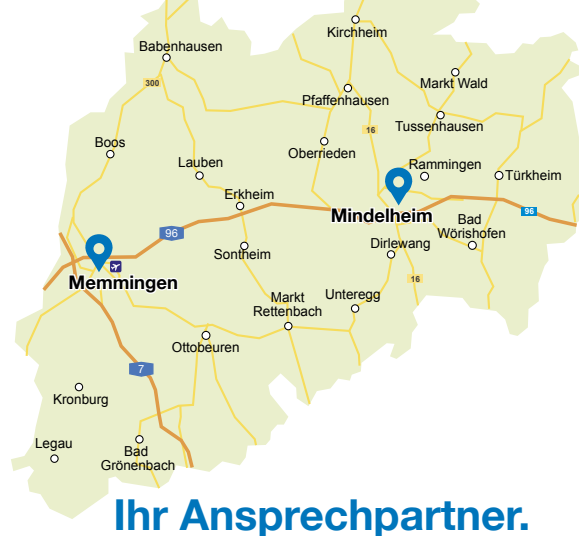 Kirchheim
Babenhausen
Markt Wald
300
Pfaffenhausen
Tussenhausen
16
Boos
Oberrieden
Lauben
Rammingen
Türkheim
Erkheim
Mindelheim
96
Bad
Wörishofen
96
Dirlewang
Sontheim
Memmingen
16
Markt
Rettenbach
Unteregg
Ottobeuren
7
Kronburg
Legau
Bad
Grönenbach
Ihr Ansprechpartner.